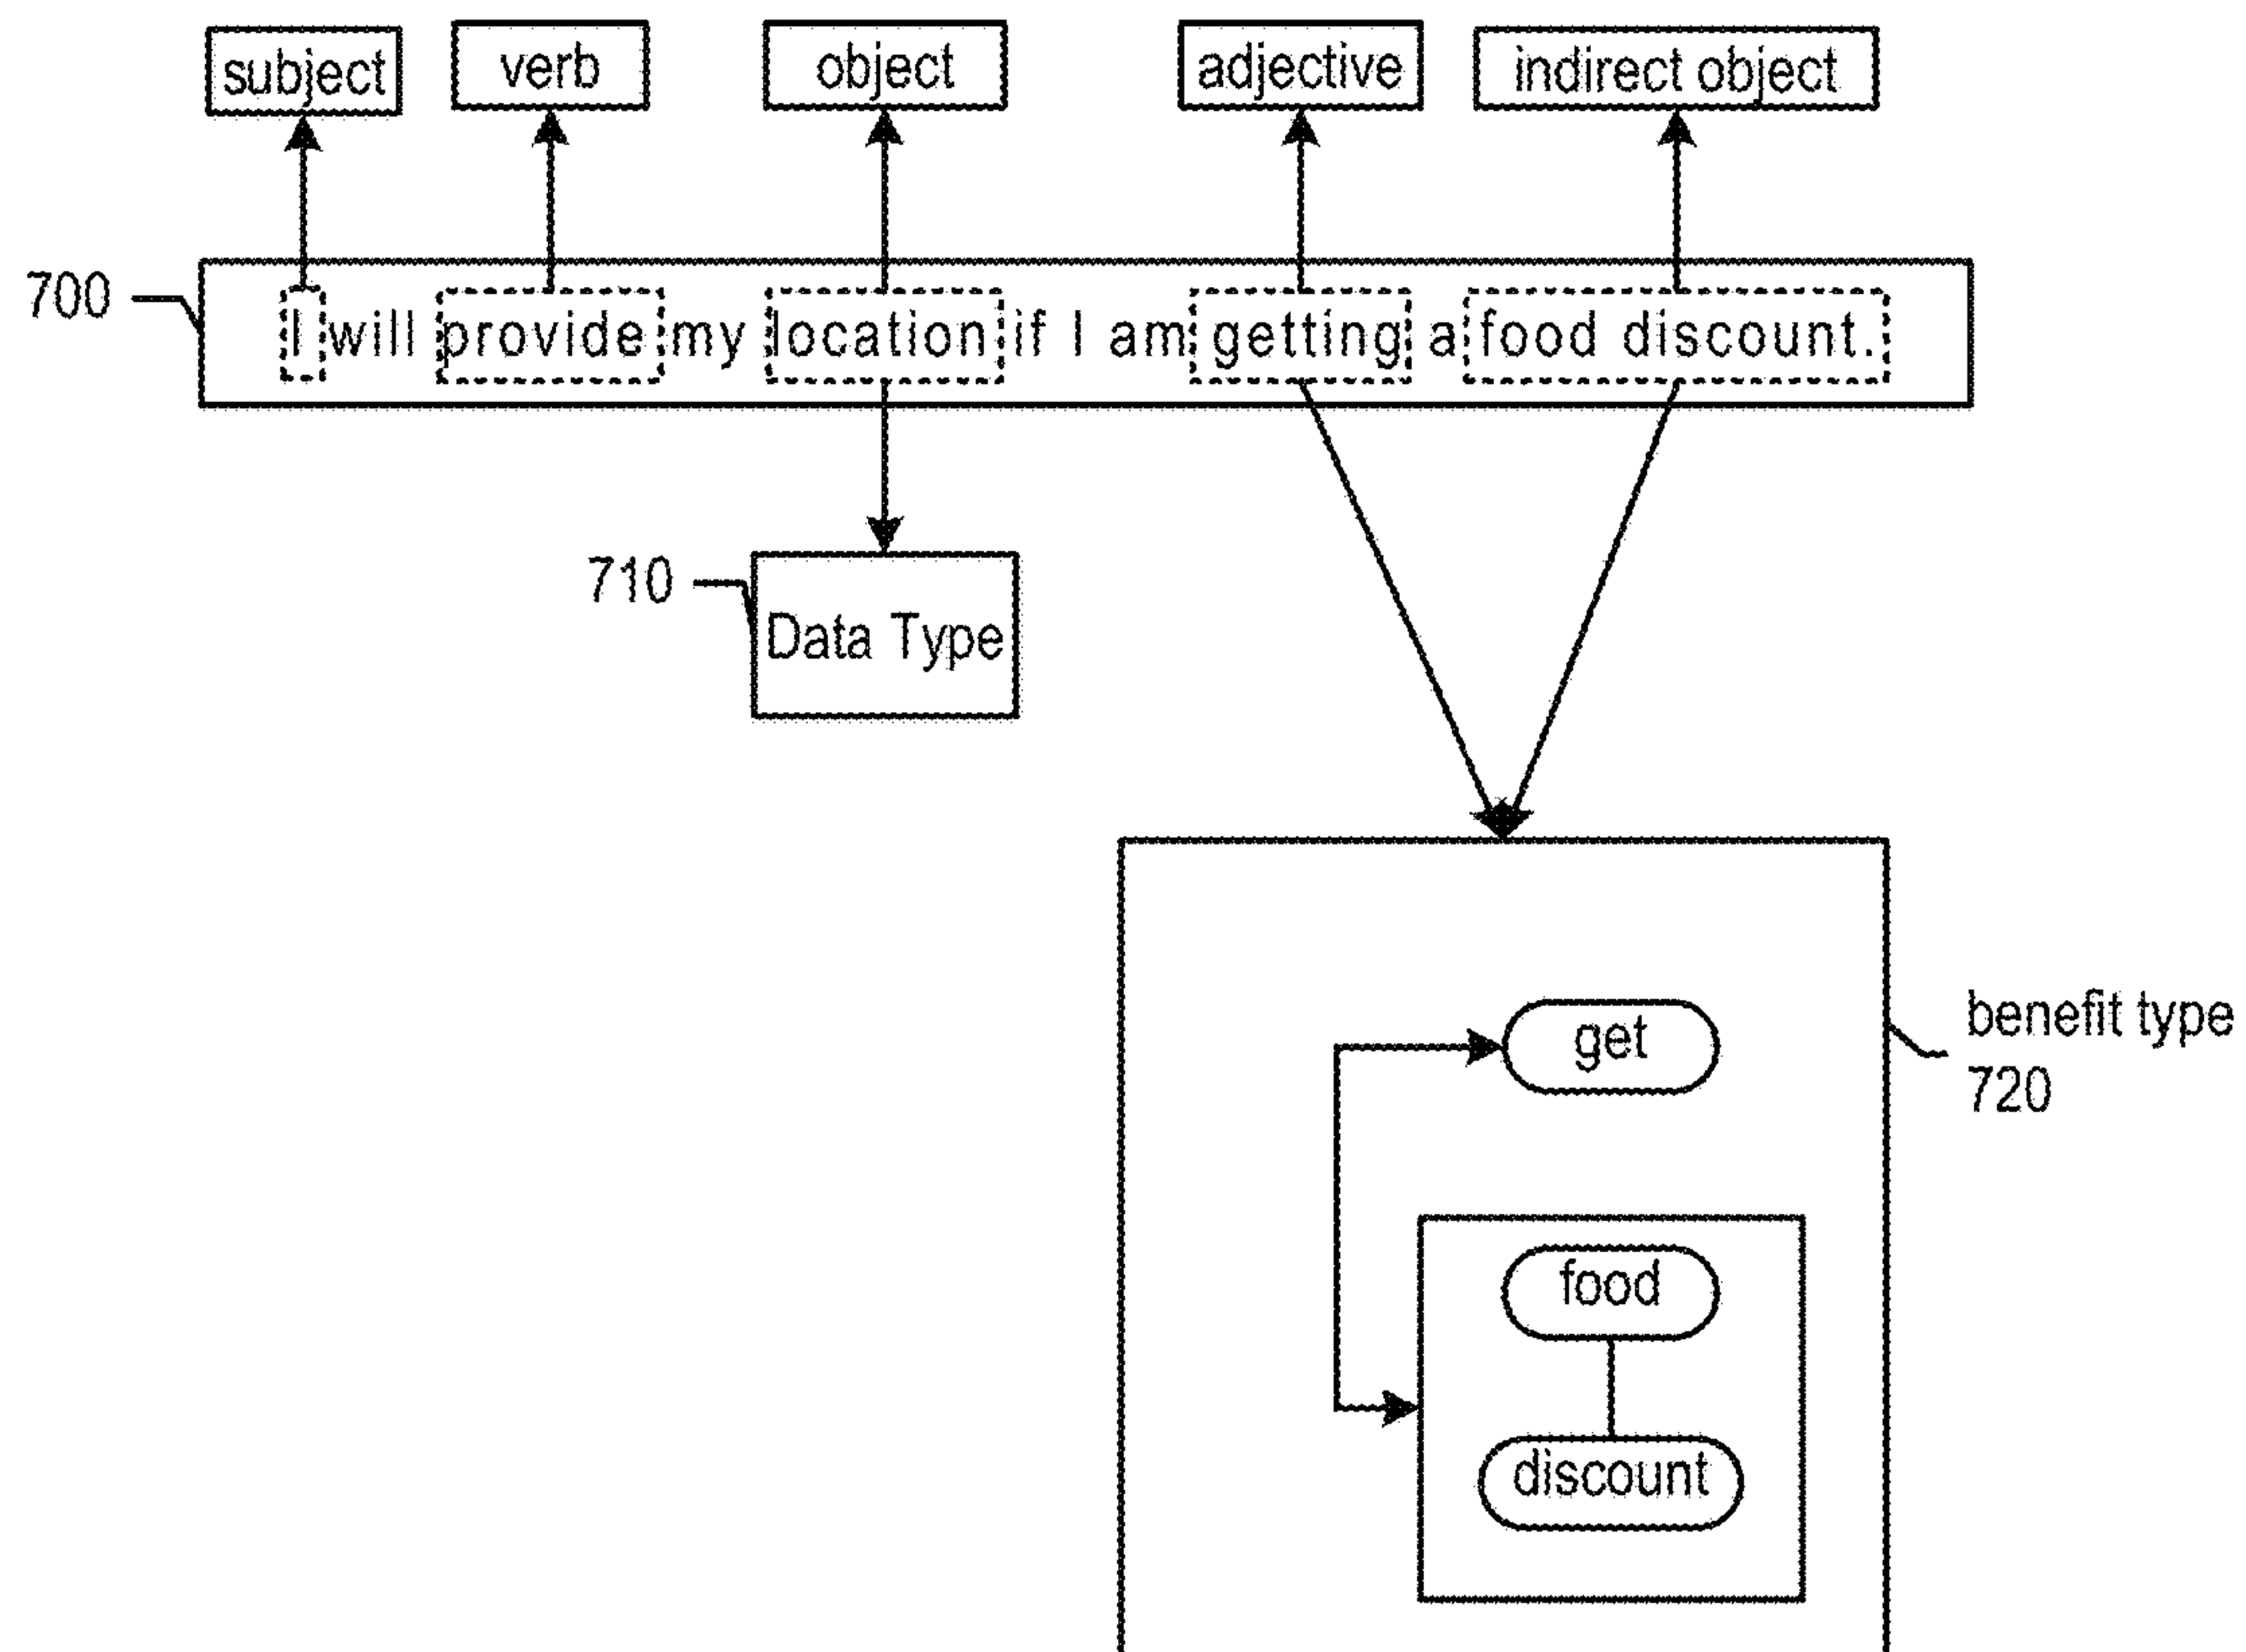 subject verb object adjective indirect object
700
I will provide my location if I am getting a food discount.
710
Data Type
get
benefit type
720
food
discount